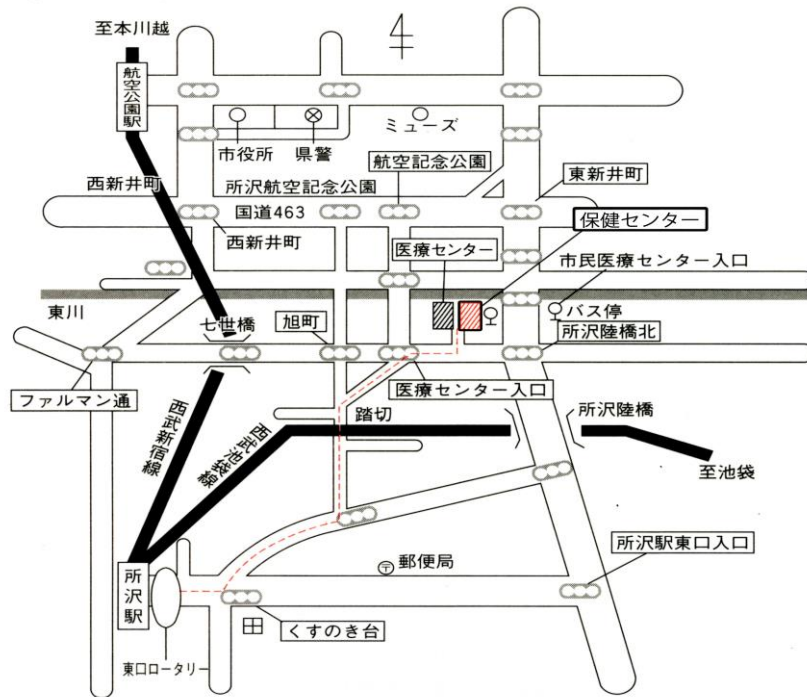 至本川越
航空公園駅
市役所
県警
ミューズ
航空記念公園
西新井町
所沢航空記念公園
国道463
西新井町
東新井町
保健センター
医療センター
市民医療センター入口
東川
七世橋
旭町
バス停
所沢陸橋北
ファルマン通
医療センター入口
西武新宿線
西武池袋線
踏切
所沢陸橋
至池袋
郵便局
所沢駅東口入口
所沢駅
くすのき台
東口ロータリー